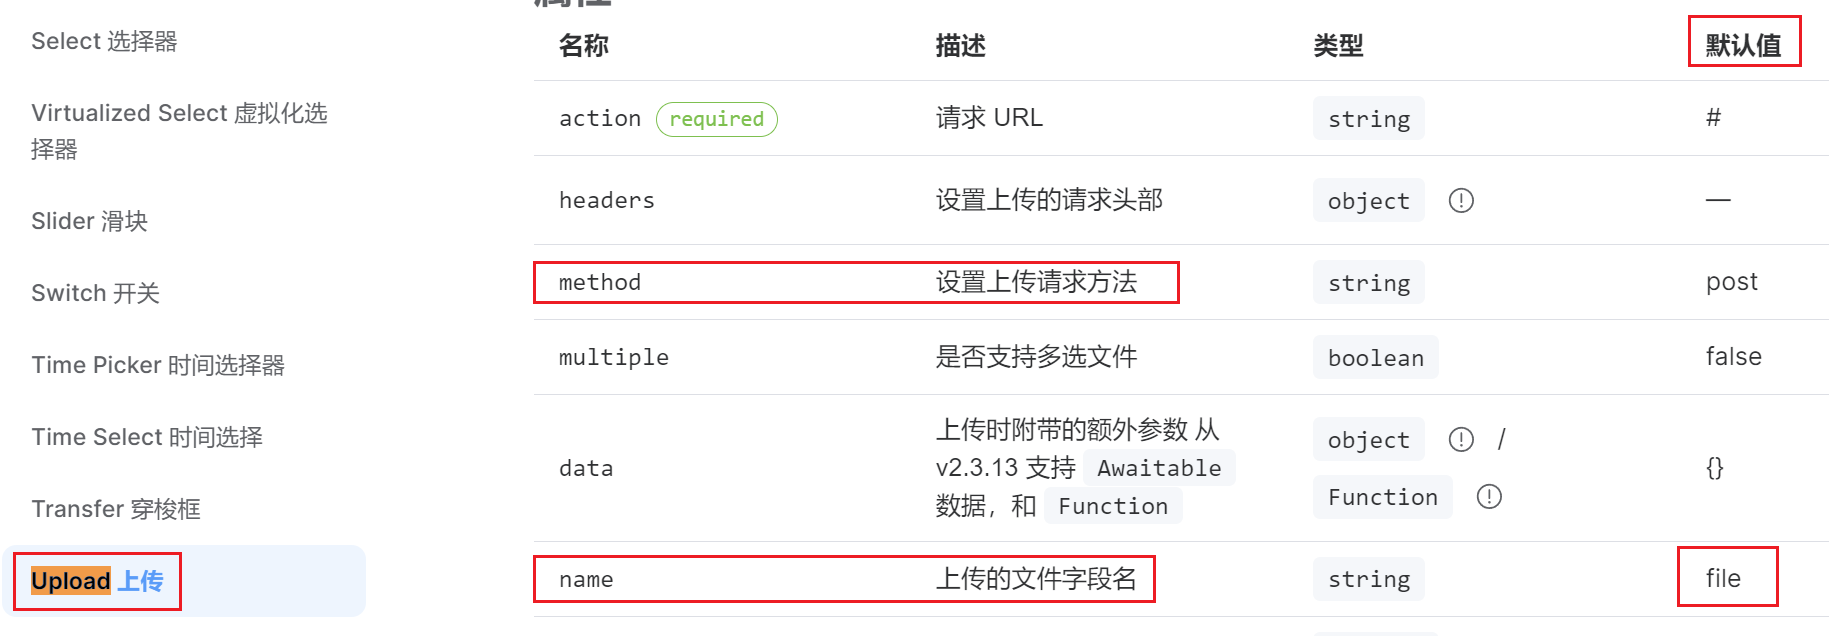 Select 选择器
Virtualized Select 虚拟化选
择器
Slider 滑块
Switch 开关
Time Picker 时间选择器
Time Select 时间选择
Transfer 穿梭框
Upload 上传
属性
名称 描述 类型 默认值
action required 请求 URL string #
headers 设置上传的请求头部 object —
method 设置上传请求方法 string post
multiple 是否支持多选文件 boolean false
data 上传时附带的额外参数 从
v2.3.13 支持 Awaitable
数据，和 Function
object /
Function
{}
name 上传的文件字段名 string file